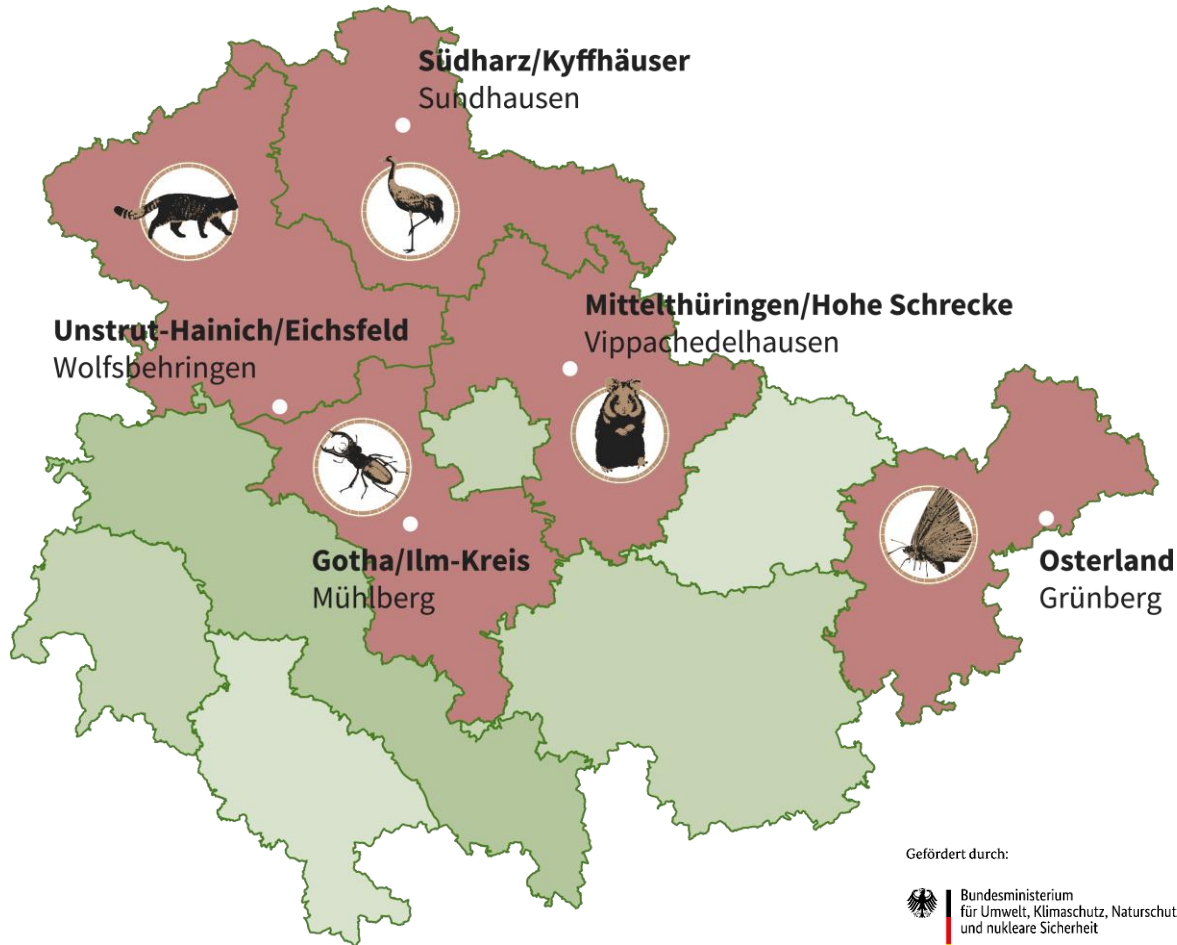 Südharz/Kyffhäuser
Sundhausen
Mittelthüringen/Hohe Schrecke
Vippachedelhausen
Unstrut-Hainich/Eichsfeld
Wolfsbehringen
Gotha/Ilm-Kreis
Mühlberg
Osterland
Grünberg
Gefördert durch:
Bundesministerium
für Umwelt, Klimaschutz, Naturschut
und nukleare Sicherheit